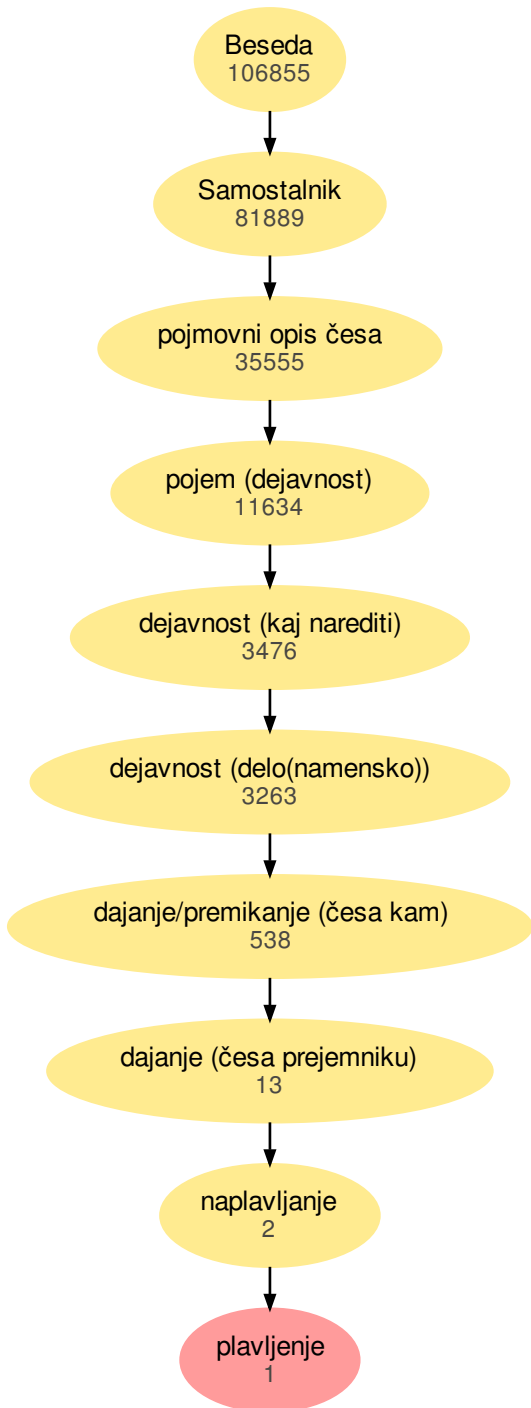 Beseda
106855
Samostalnik
81889
pojmovni opis česa
35555
pojem (dejavnost)
11634
dejavnost (kaj narediti)
3476
dejavnost (delo(namensko))
3263
dajanje/premikanje (česa kam)
538
dajanje (česa prejemniku)
13
naplavljanje
2
plavljenje
1